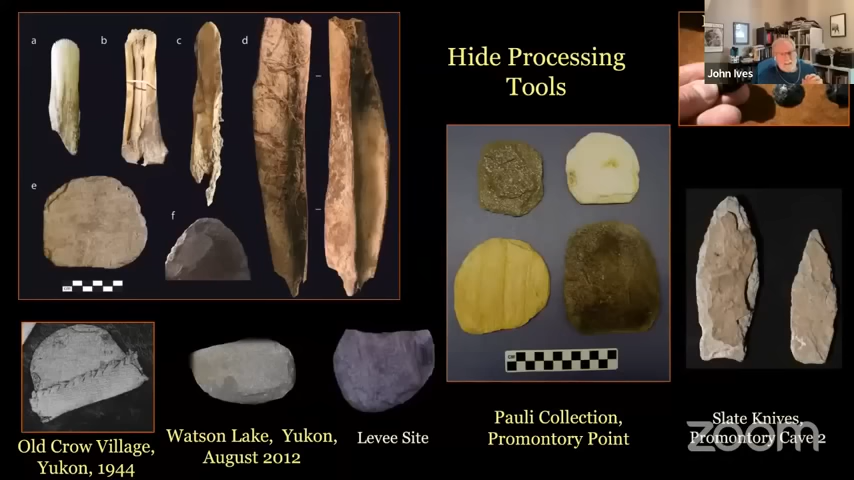 a
b
c
d
e
f
Hide Processing
Tools
John Ives
CM
Old Crow Village,
Yukon, 1944
Watson Lake, Yukon,
August 2012
Levee Site
Pauli Collection,
Promontory Point
Slate Knives,
Promontory Cave 2
zoom